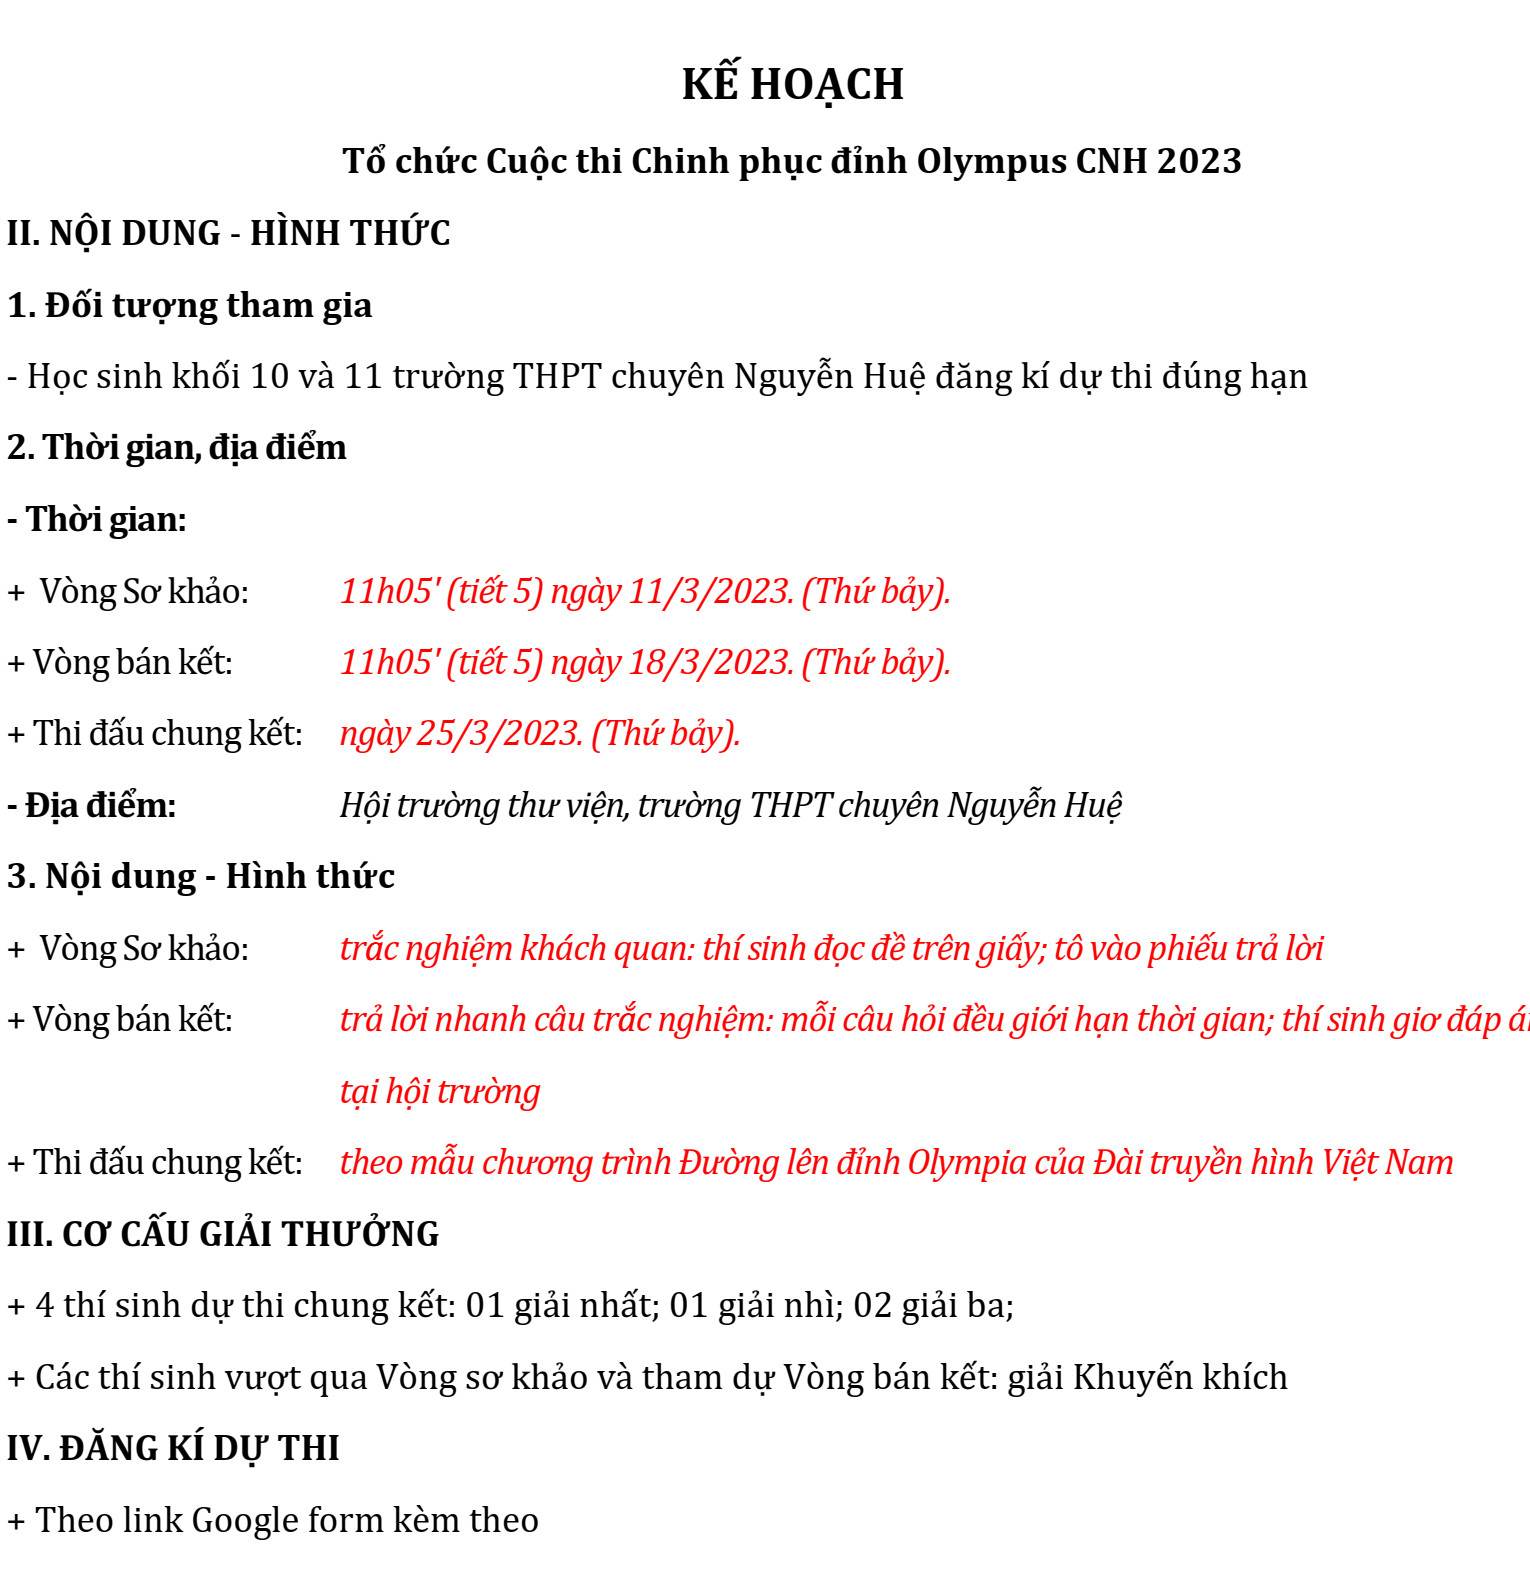 KẾ HOẠCH
Tổ chức Cuộc thi Chinh phục đỉnh Olympus CNH 2023
II. NỘI DUNG - HÌNH THỨC
1. Đối tượng tham gia
- Học sinh khối 10 và 11 trường THPT chuyên Nguyễn Huệ đăng kí dự thi đúng hạn
2. Thời gian, địa điểm
- Thời gian:
+ Vòng Sơ khảo: 11h05' (tiết 5) ngày 11/3/2023. (Thứ bảy).
+ Vòng bán kết: 11h05' (tiết 5) ngày 18/3/2023. (Thứ bảy).
+ Thi đấu chung kết: ngày 25/3/2023. (Thứ bảy).
- Địa điểm: Hội trường thư viện, trường THPT chuyên Nguyễn Huệ
3. Nội dung - Hình thức
+ Vòng Sơ khảo: trắc nghiệm khách quan: thí sinh đọc đề trên giấy; tô vào phiếu trả lời
+ Vòng bán kết: trả lời nhanh câu trắc nghiệm: mỗi câu hỏi đều giới hạn thời gian; thí sinh giơ đáp
tại hội trường
+ Thi đấu chung kết: theo mẫu chương trình Đường lên đỉnh Olympia của Đài truyền hình Việt Nam
III. CƠ CẤU GIẢI THƯỞNG
+ 4 thí sinh dự thi chung kết: 01 giải nhất; 01 giải nhì; 02 giải ba;
+ Các thí sinh vượt qua Vòng sơ khảo và tham dự Vòng bán kết: giải Khuyến khích
IV. ĐĂNG KÍ DỰ THI
+ Theo link Google form kèm theo